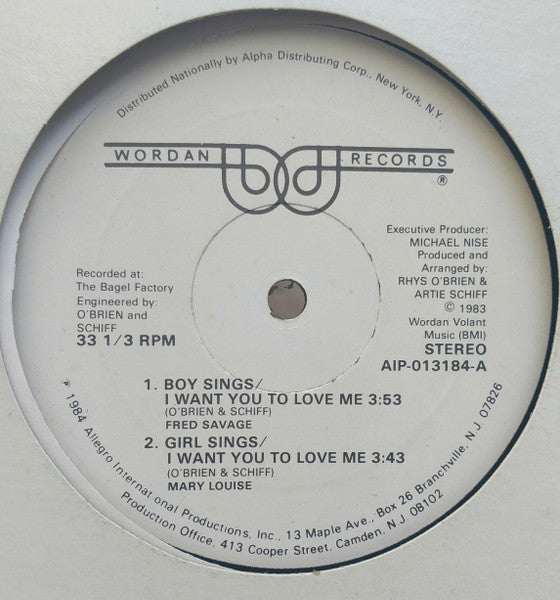 Distributed Nationally by Alpha Distributing Corp., New York, N.Y.
WORDAN RECORDS
®
Executive Producer:
MICHAEL NISE
Produced and
Arranged by:
RHYS O'BRIEN &
ARTIE SCHIFF
© 1983
Wordan Volant
Music (BMI)
STEREO
AIP-013184-A
Recorded at:
The Bagel Factory
Engineered by:
O'BRIEN and
SCHIFF
33 1/3 RPM
1. BOY SINGS/
I WANT YOU TO LOVE ME 3:53
(O'BRIEN & SCHIFF)
FRED SAVAGE
2. GIRL SINGS/
I WANT YOU TO LOVE ME 3:43
(O'BRIEN & SCHIFF)
MARY LOUISE
℗ 1984 Allegro International Productions, Inc., 13 Maple Ave., Box 26 Branchville, N.J. 07826
Production Office, 413 Cooper Street, Camden, N.J. 08102